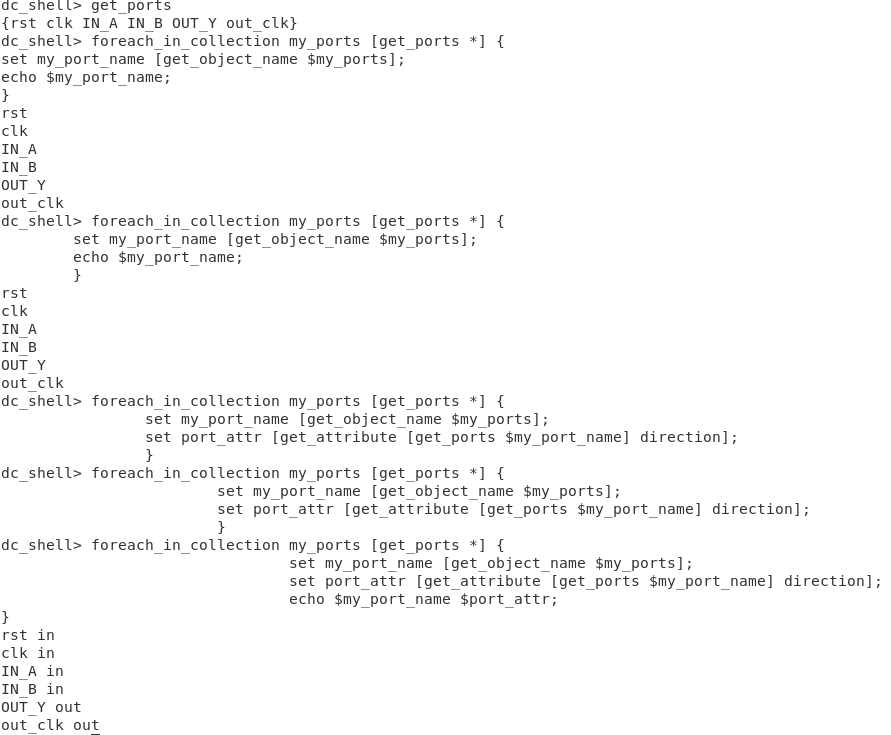 dc_shell> get_ports
{rst clk IN_A IN_B OUT_Y out_clk}
dc_shell> foreach_in_collection my_ports [get_ports *] {
set my_port_name [get_object_name $my_ports];
echo $my_port_name;
}
rst
clk
IN_A
IN_B
OUT_Y
out_clk
dc_shell> foreach_in_collection my_ports [get_ports *] {
        set my_port_name [get_object_name $my_ports];
        echo $my_port_name;
        }
rst
clk
IN_A
IN_B
OUT_Y
out_clk
dc_shell> foreach_in_collection my_ports [get_ports *] {
                set my_port_name [get_object_name $my_ports];
                set port_attr [get_attribute [get_ports $my_port_name] direction];
                }
dc_shell> foreach_in_collection my_ports [get_ports *] {
                        set my_port_name [get_object_name $my_ports];
                        set port_attr [get_attribute [get_ports $my_port_name] direction];
                        }
dc_shell> foreach_in_collection my_ports [get_ports *] {
                                set my_port_name [get_object_name $my_ports];
                                set port_attr [get_attribute [get_ports $my_port_name] direction];
                                echo $my_port_name $port_attr;
}
rst in
clk in
IN_A in
IN_B in
OUT_Y out
out_clk out